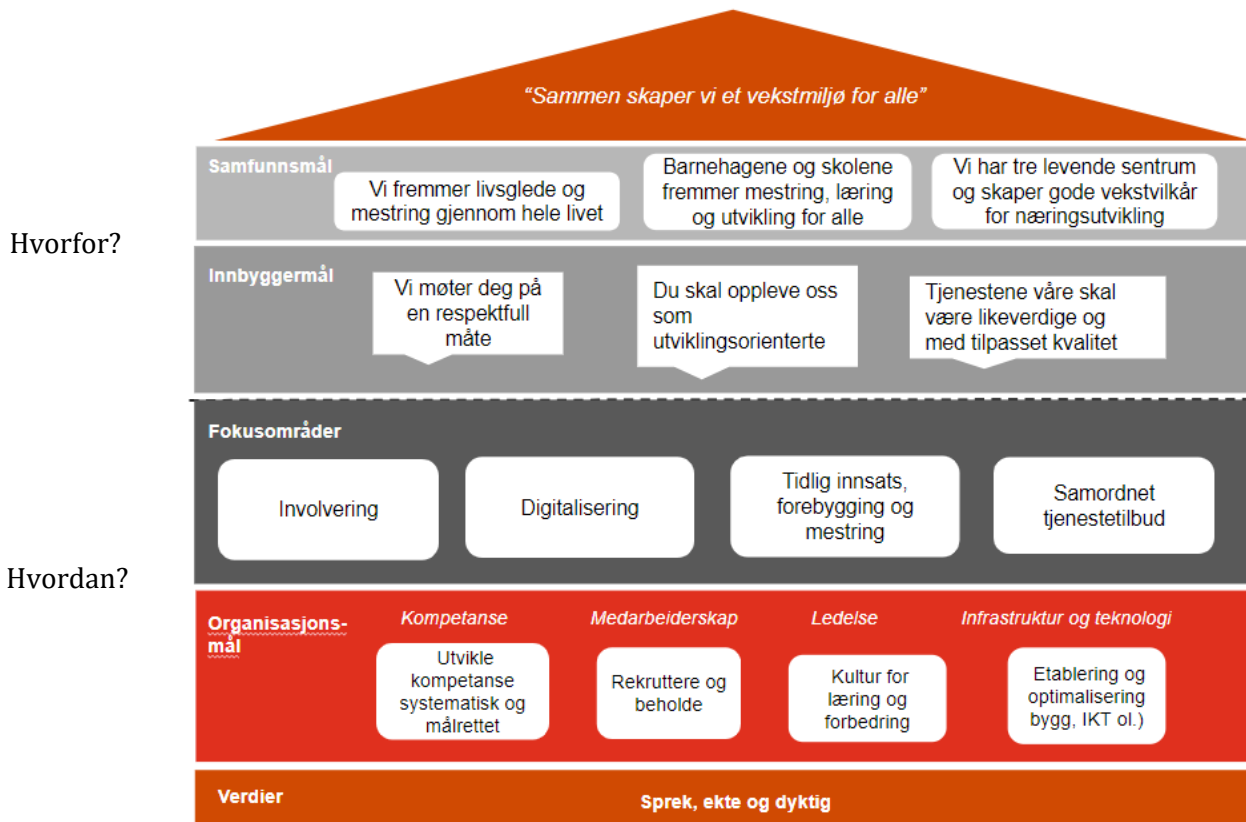 “Sammen skaper vi et vekstmiljø for alle”
Samfunnsmål
Vi fremmer livsglede og
mestring gjennom hele livet
Barnehagene og skolene
fremmer mestring, læring
og utvikling for alle
Vi har tre levende sentrum
og skaper gode vekstvilkår
for næringsutvikling
Hvorfor?
Innbyggermål
Vi møter deg på
en respektfull
måte
Du skal oppleve oss
som
utviklingsorienterte
Tjenestene våre skal
være likeverdige og
med tilpasset kvalitet
Fokusområder
Involvering
Digitalisering
Tidlig innsats,
forebygging og
mestring
Samordnet
tjenestetilbud
Hvordan?
Organisasjons-
mål
Kompetanse
Utvikle
kompetanse
systematisk og
målrettet
Medarbeiderskap
Rekruttere og
beholde
Ledelse
Kultur for
læring og
forbedring
Infrastruktur og teknologi
Etablering og
optimalisering
bygg, IKT ol.)
Verdier
Sprek, ekte og dyktig